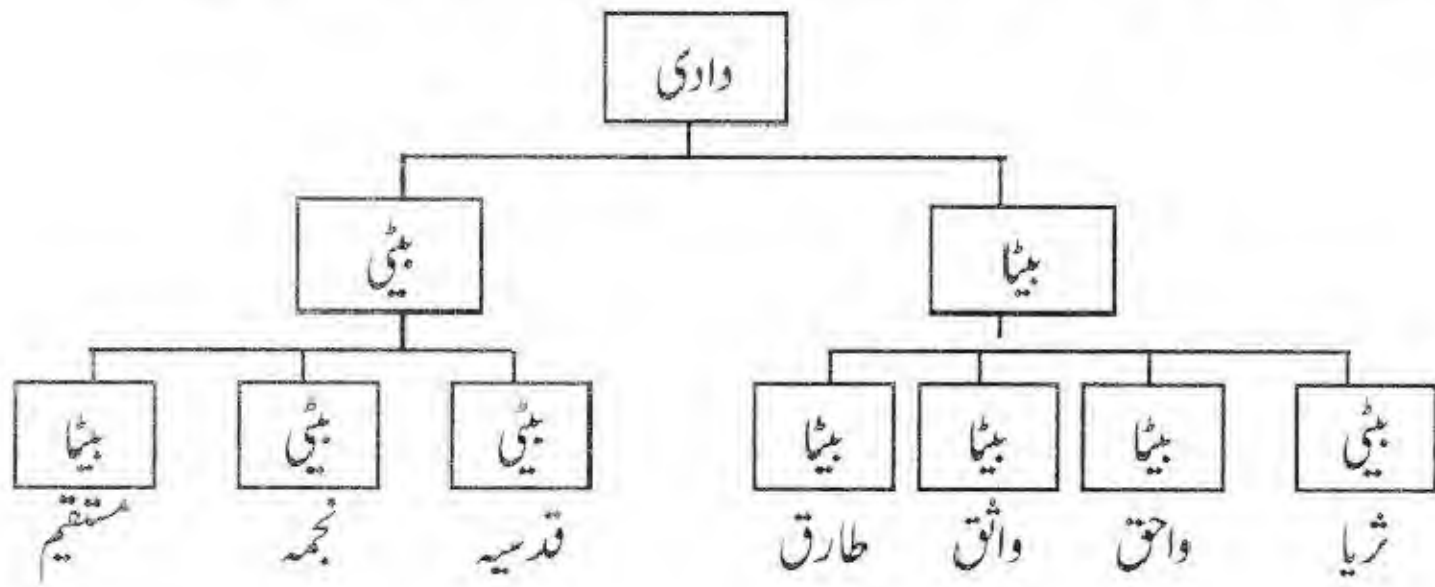 دادی
بیٹا بیٹی
بیٹی بیٹا بیٹا بیٹا بیٹی بیٹی بیٹا
ثریا واحق واثق طارق قدسیہ نجمہ مستقیم